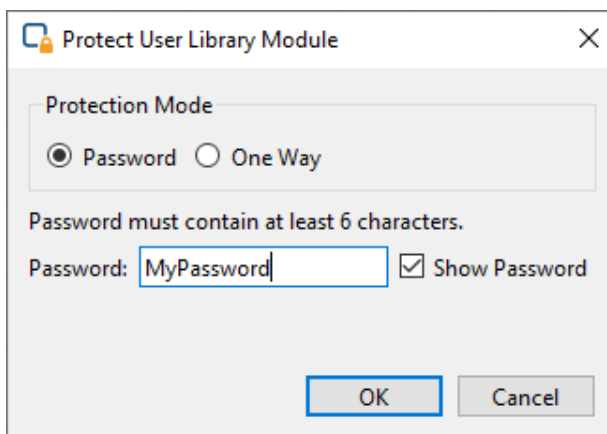 Protect User Library Module
Protection Mode
Password One Way
Password must contain at least 6 characters.
Password: MyPassword Show Password
OK Cancel